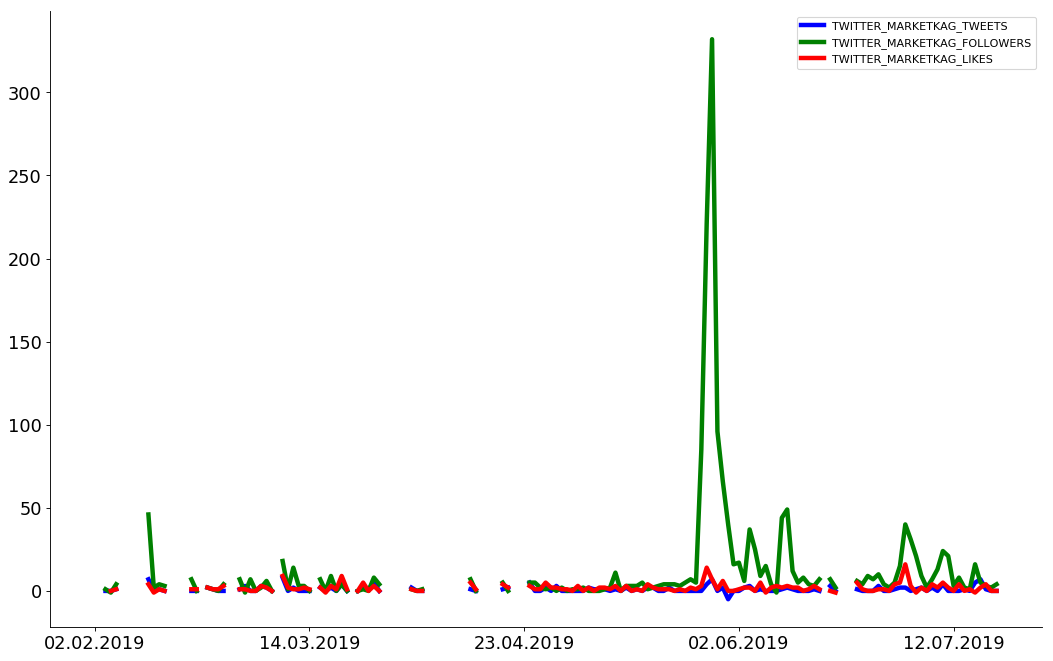 TWITTER_MARKETKAG_TWEETS
TWITTER_MARKETKAG_FOLLOWERS
TWITTER_MARKETKAG_LIKES
300
250
200
150
100
50
0
02.02.2019 14.03.2019 23.04.2019 02.06.2019 12.07.2019